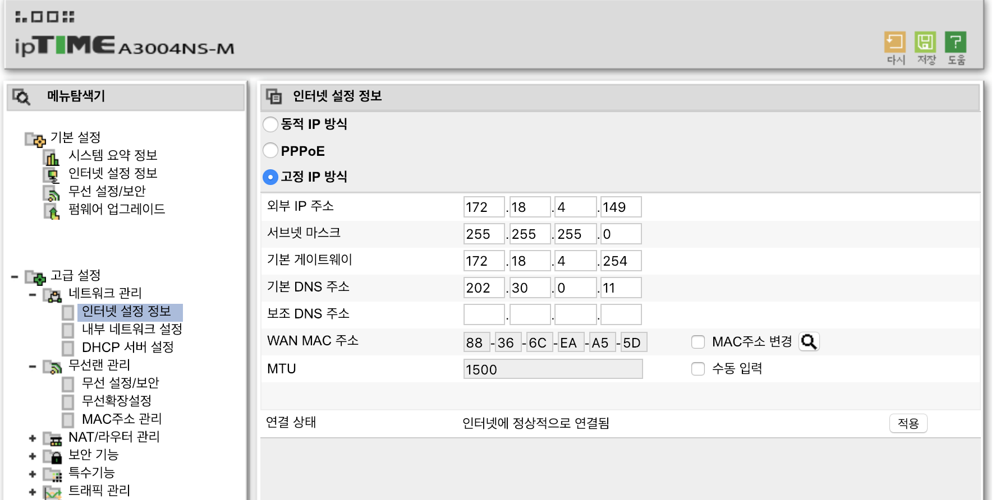 ipTIME A3004NS-M
다시 저장 도움
메뉴탐색기
기본 설정
시스템 요약 정보
인터넷 설정 정보
무선 설정/보안
펌웨어 업그레이드
고급 설정
네트워크 관리
인터넷 설정 정보
내부 네트워크 설정
DHCP 서버 설정
무선랜 관리
무선 설정/보안
무선확장설정
MAC주소 관리
NAT/라우터 관리
보안 기능
특수기능
트래픽 관리
인터넷 설정 정보
동적 IP 방식
PPPoE
고정 IP 방식
외부 IP 주소 172 . 18 . 4 . 149
서브넷 마스크 255 . 255 . 255 . 0
기본 게이트웨이 172 . 18 . 4 . 254
기본 DNS 주소 202 . 30 . 0 . 11
보조 DNS 주소 . . .
WAN MAC 주소 88 - 36 - 6C - EA - A5 - 5D MAC주소 변경
MTU 1500 수동 입력
연결 상태 인터넷에 정상적으로 연결됨 적용